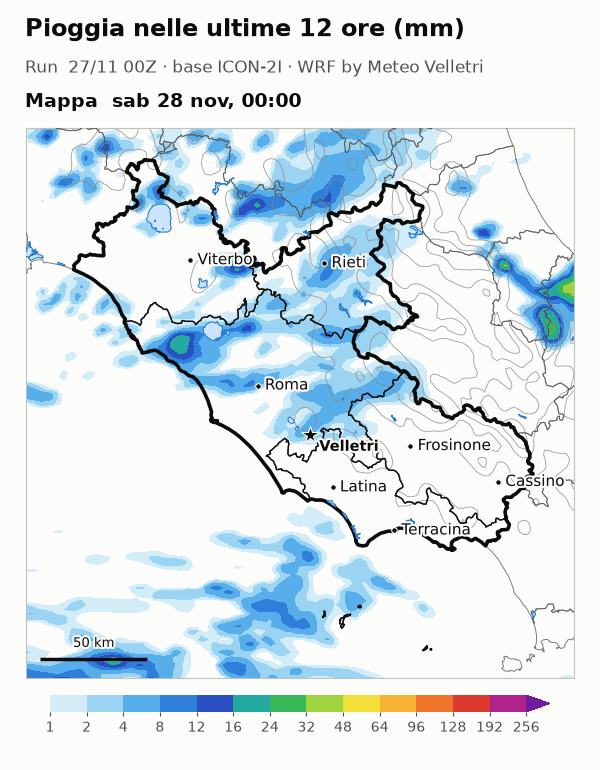 Pioggia nelle ultime 12 ore (mm)
Run 27/11 00Z · base ICON-2I · WRF by Meteo Velletri
Mappa sab 28 nov, 00:00
Viterbo
Rieti
Roma
Velletri
Frosinone
Cassino
Latina
Terracina
50 km
1 2 4 8 12 16 24 32 48 64 96 128 192 256